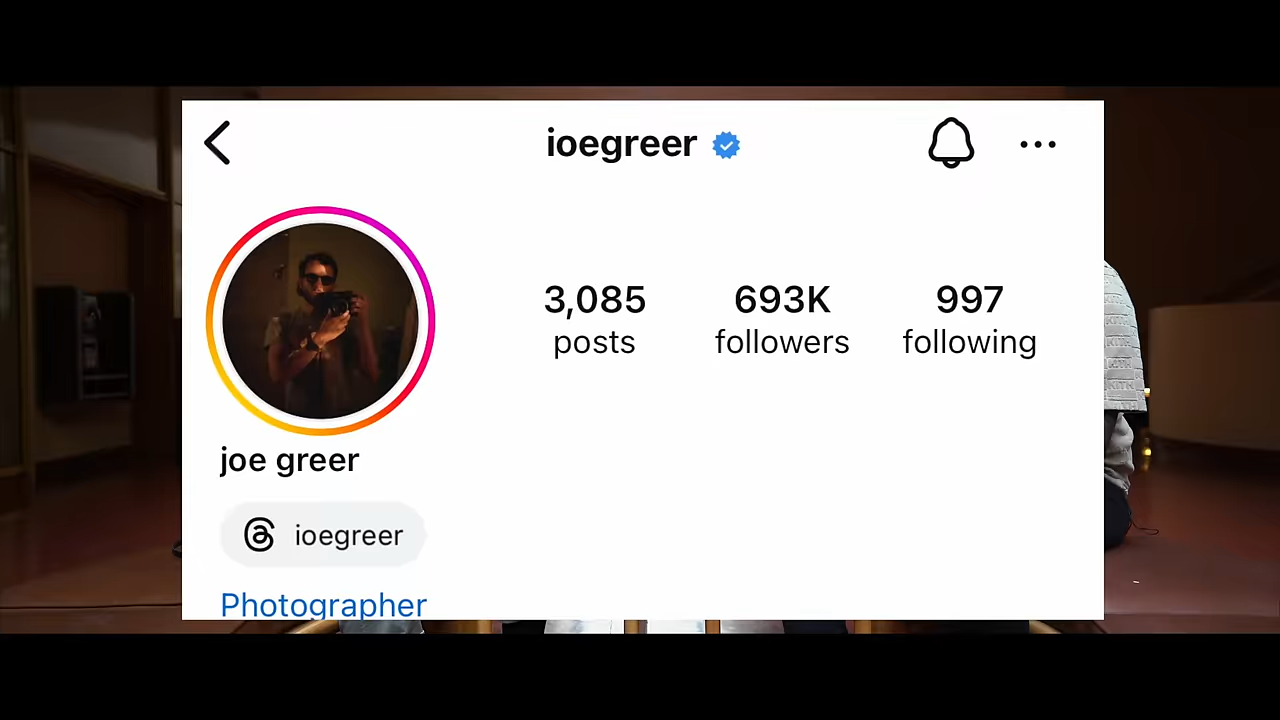 ioegreer
3,085 693K 997
posts followers following
joe greer
ioegreer
Photographer